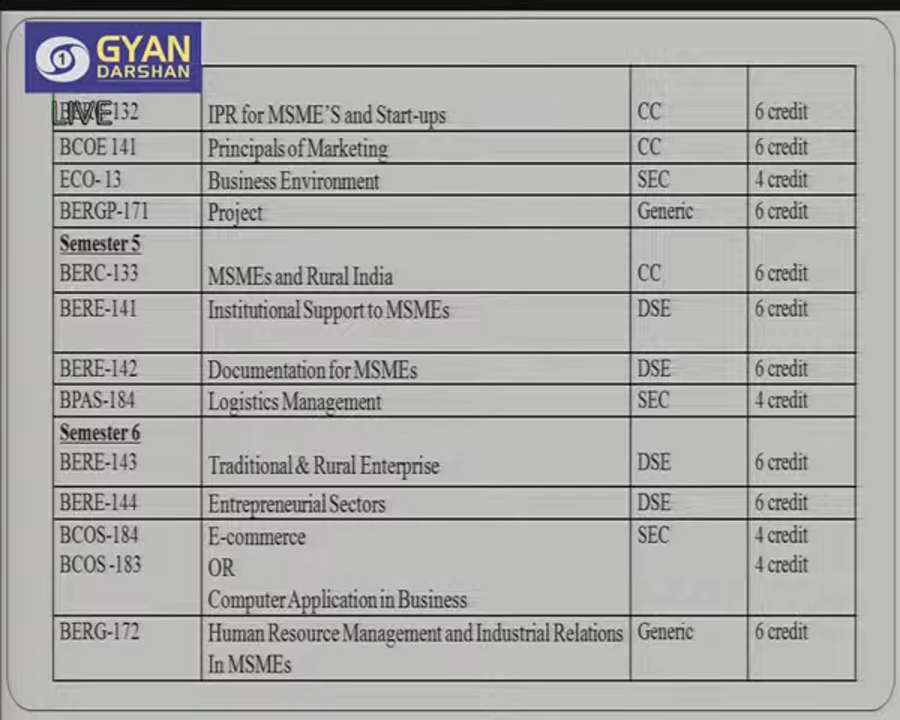 GYAN
DARSHAN
1
LIVE
132 IPR for MSME'S and Start-ups CC 6 credit
BCOE 141 Principals of Marketing CC 6 credit
ECO- 13 Business Environment SEC 4 credit
BERGP-171 Project Generic 6 credit
Semester 5
BERC-133 MSMEs and Rural India CC 6 credit
BERE-141 Institutional Support to MSMEs DSE 6 credit
BERE-142 Documentation for MSMEs DSE 6 credit
BPAS-184 Logistics Management SEC 4 credit
Semester 6
BERE-143 Traditional & Rural Enterprise DSE 6 credit
BERE-144 Entrepreneurial Sectors DSE 6 credit
BCOS-184 E-commerce SEC 4 credit
BCOS -183 OR 4 credit
Computer Application in Business
BERG-172 Human Resource Management and Industrial Relations Generic 6 credit
In MSMEs